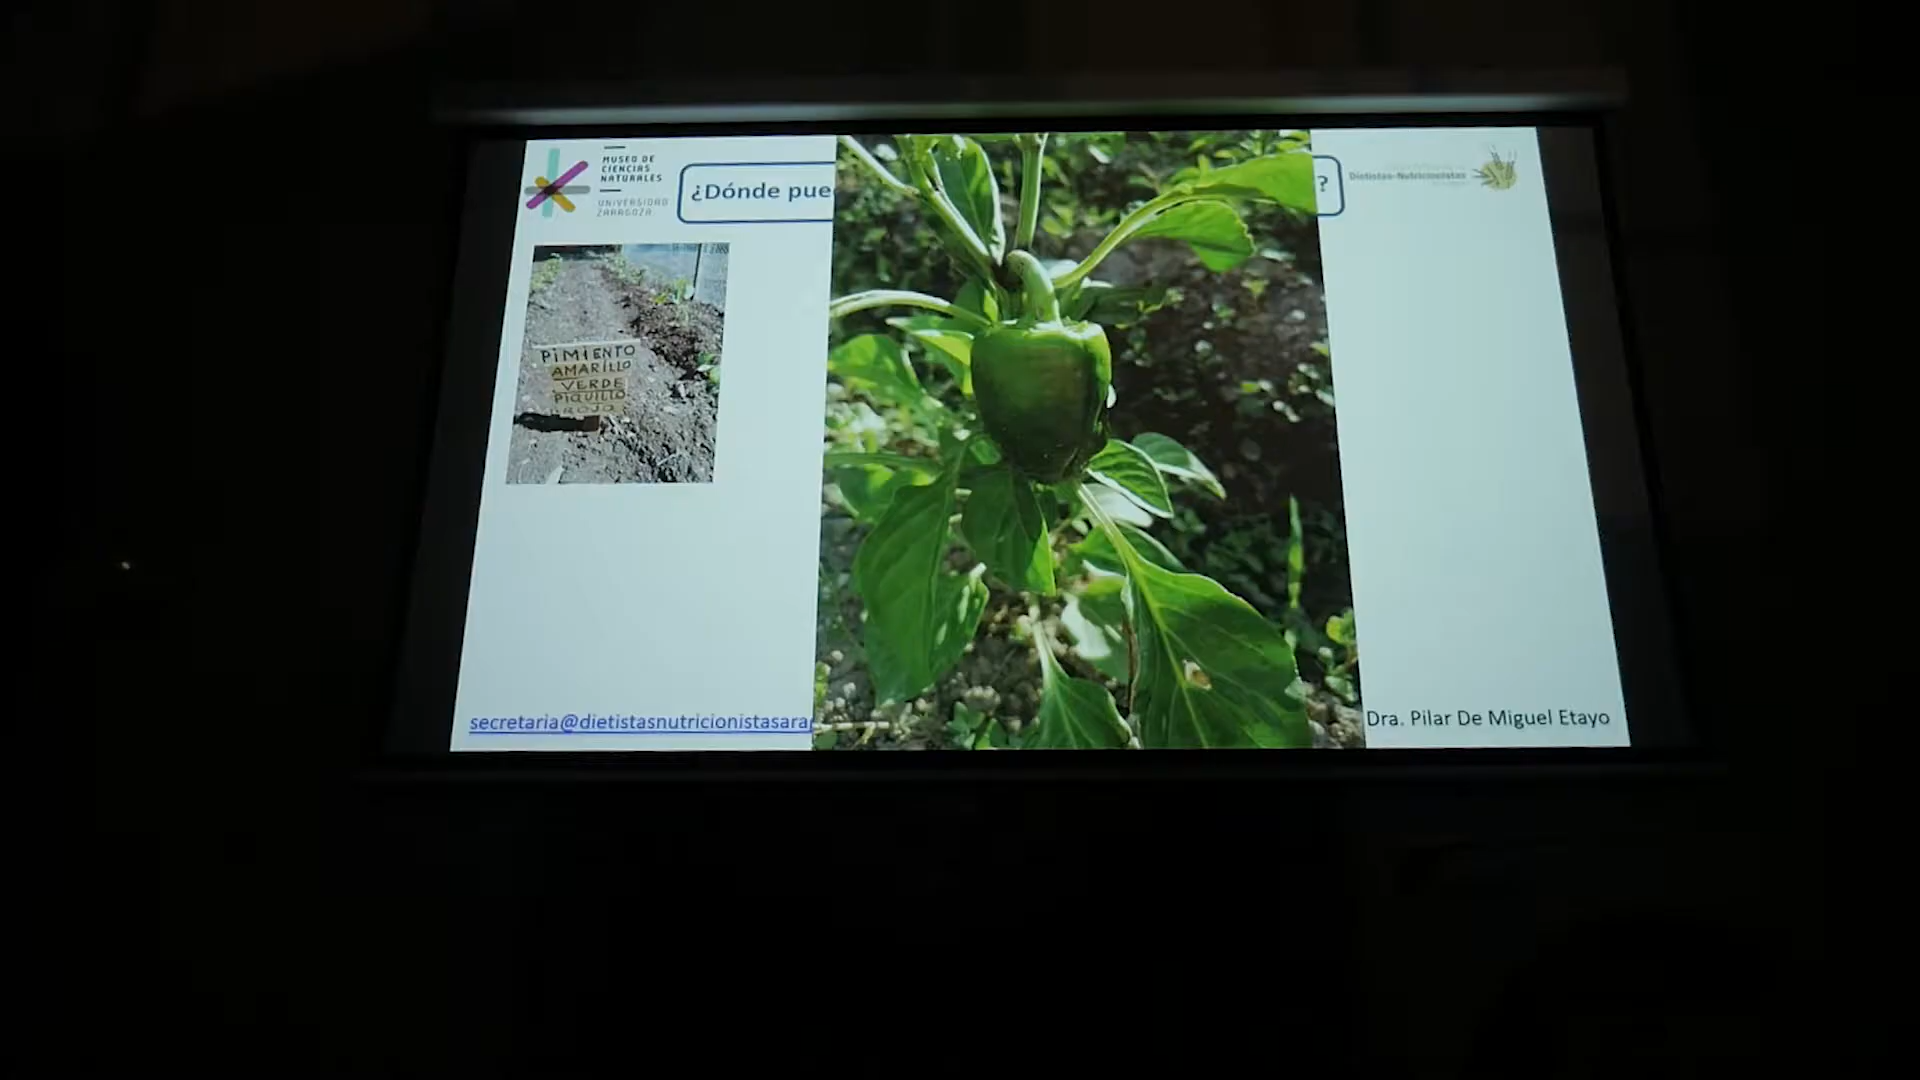 MUSEO DE
CIENCIAS
NATURALES
UNIVERSIDAD
ZARAGOZA
¿Dónde pue
?
Dietistas-Nutricionistas
PIMIENTO
AMARILLO
VERDE
PIQUILLO
ROJO
secretaria@dietistasnutricionistasara
Dra. Pilar De Miguel Etayo